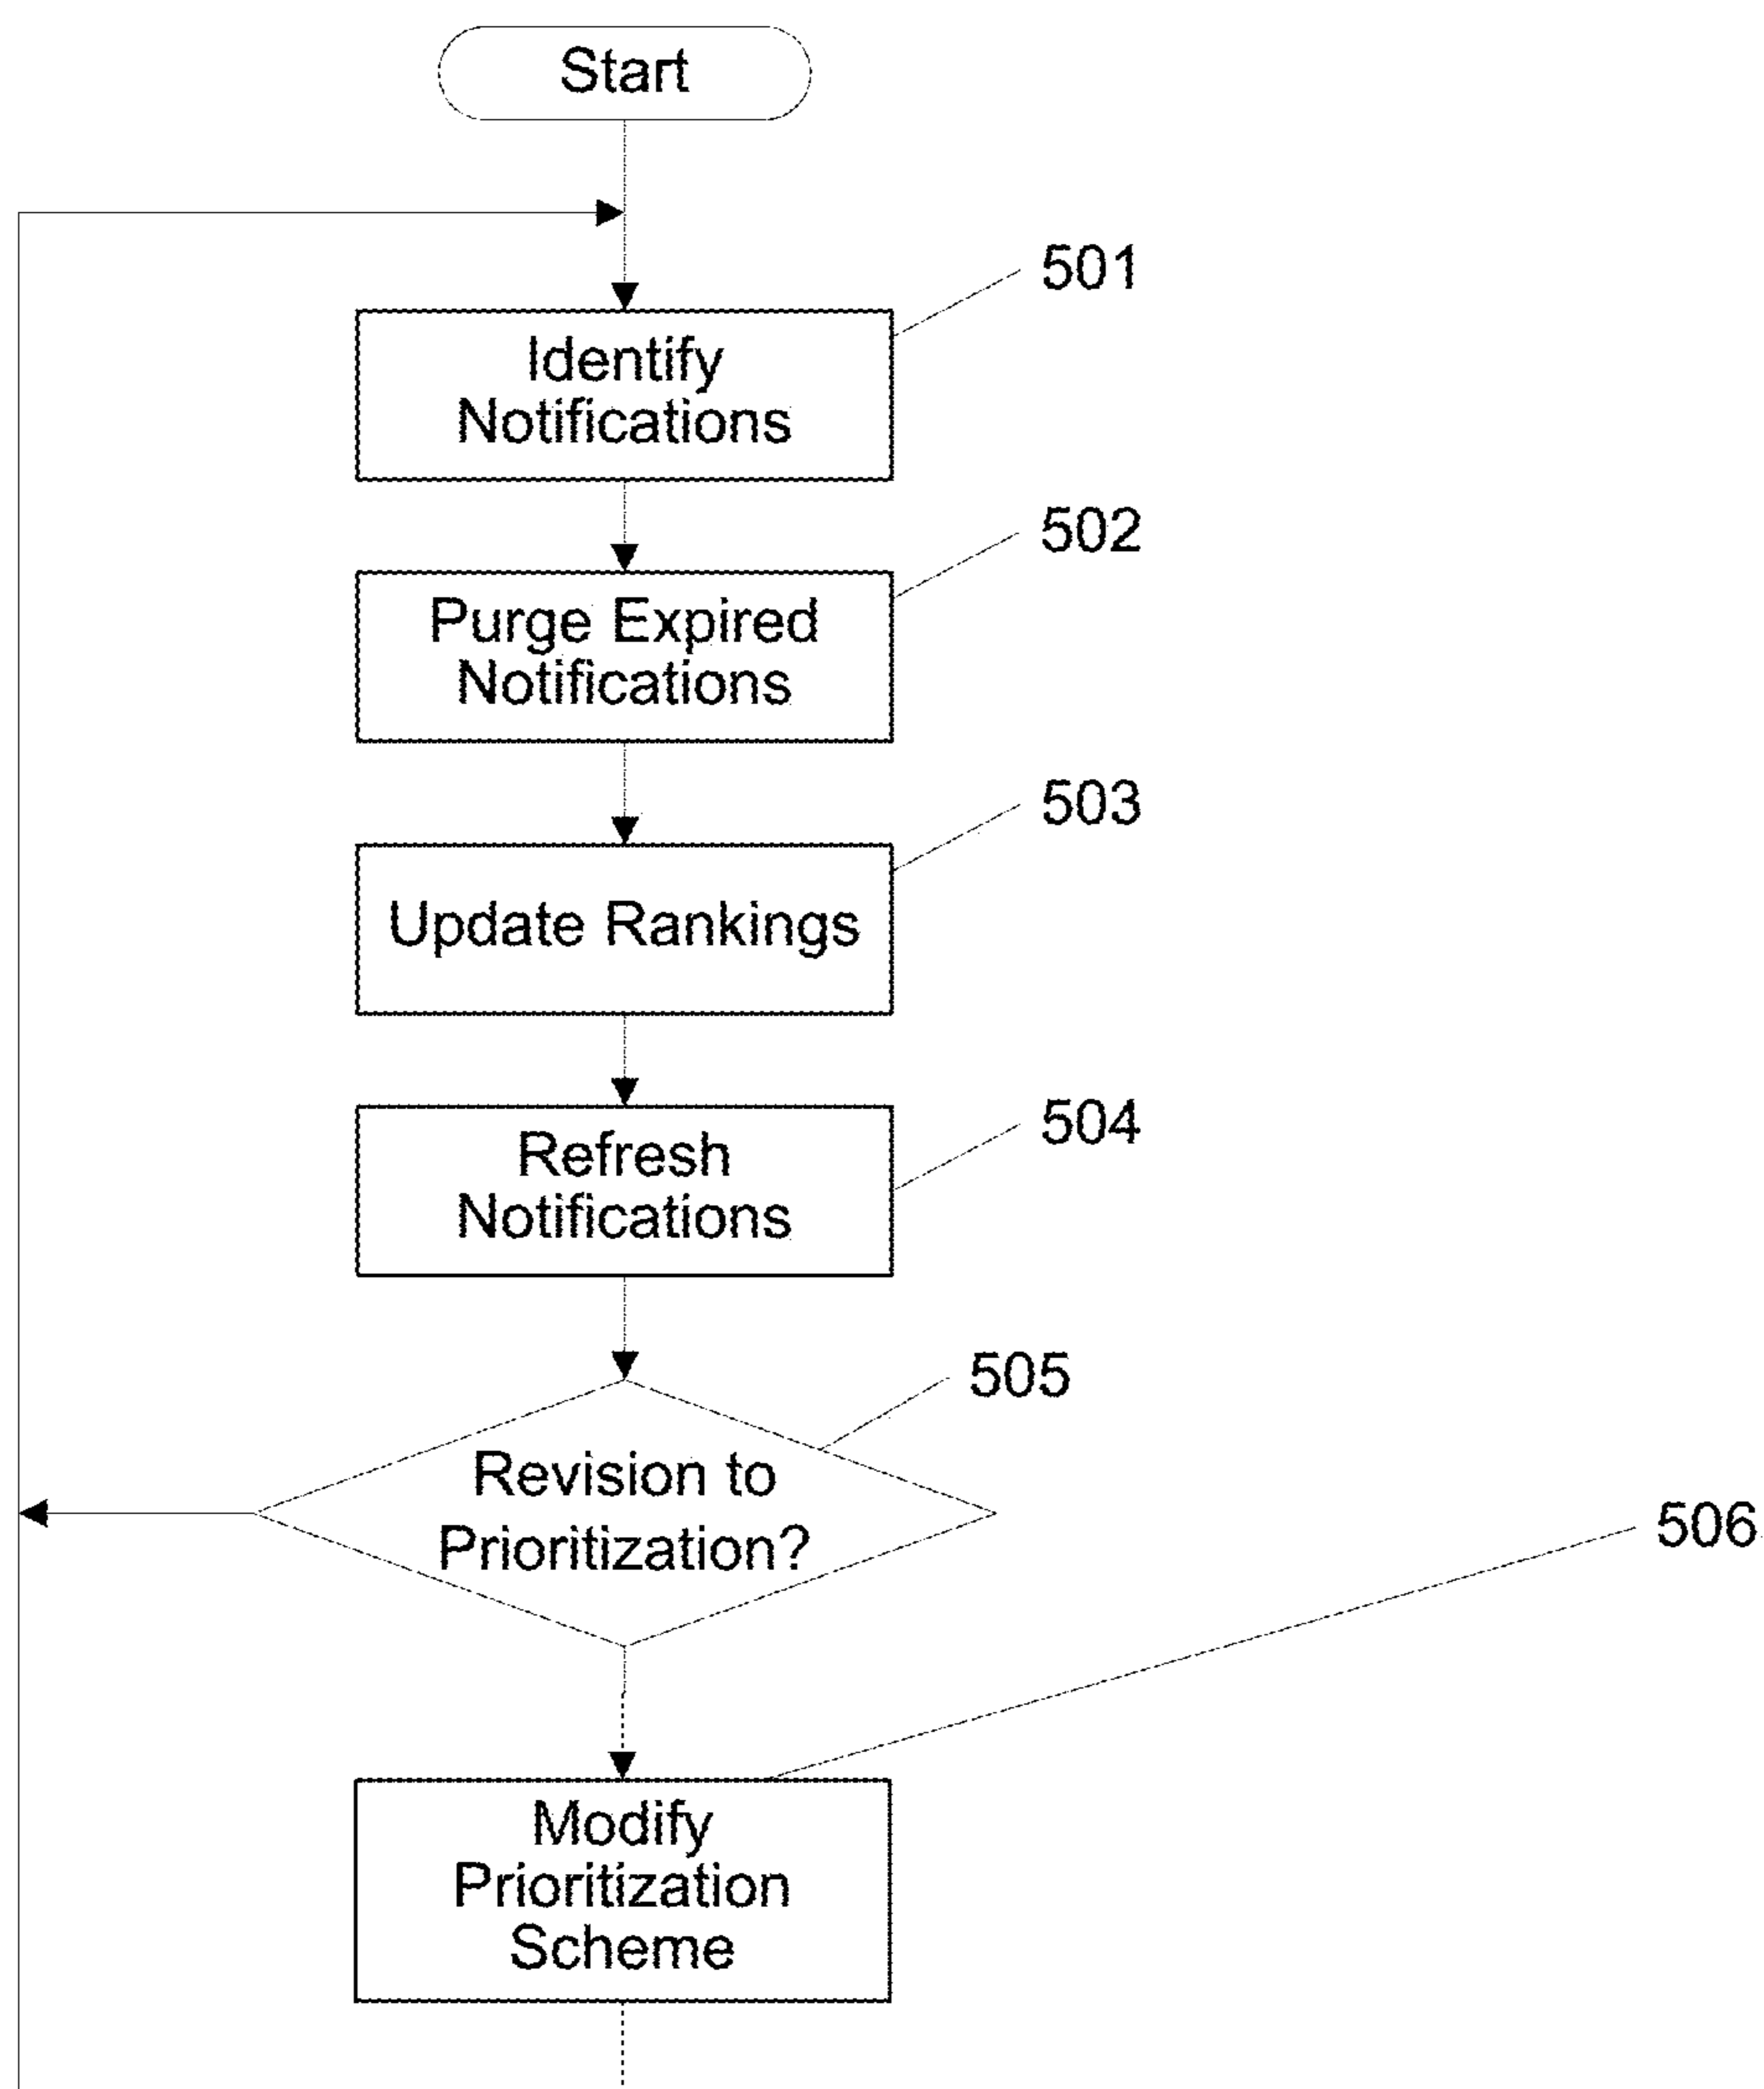 Start
501
Identify
Notifications
502
Purge Expired
Notifications
503
Update Rankings
504
Refresh
Notifications
505
Revision to
Prioritization?
506
Modify
Prioritization
Scheme